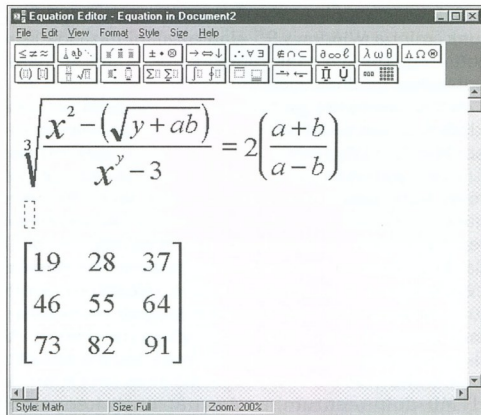 Equation Editor - Equation in Document2
File Edit View Format Style Size Help
≤ ≠ ≈ ∴ ∀ ∃ ∉ ∩ ⊂ ∂ ∞ ℓ λ ω θ Λ Ω ⊛
∛((x² − (√(y + ab))) / (xʸ − 3)) = 2((a + b) / (a − b))
19 28 37
46 55 64
73 82 91
Style: Math Size: Full Zoom: 200%